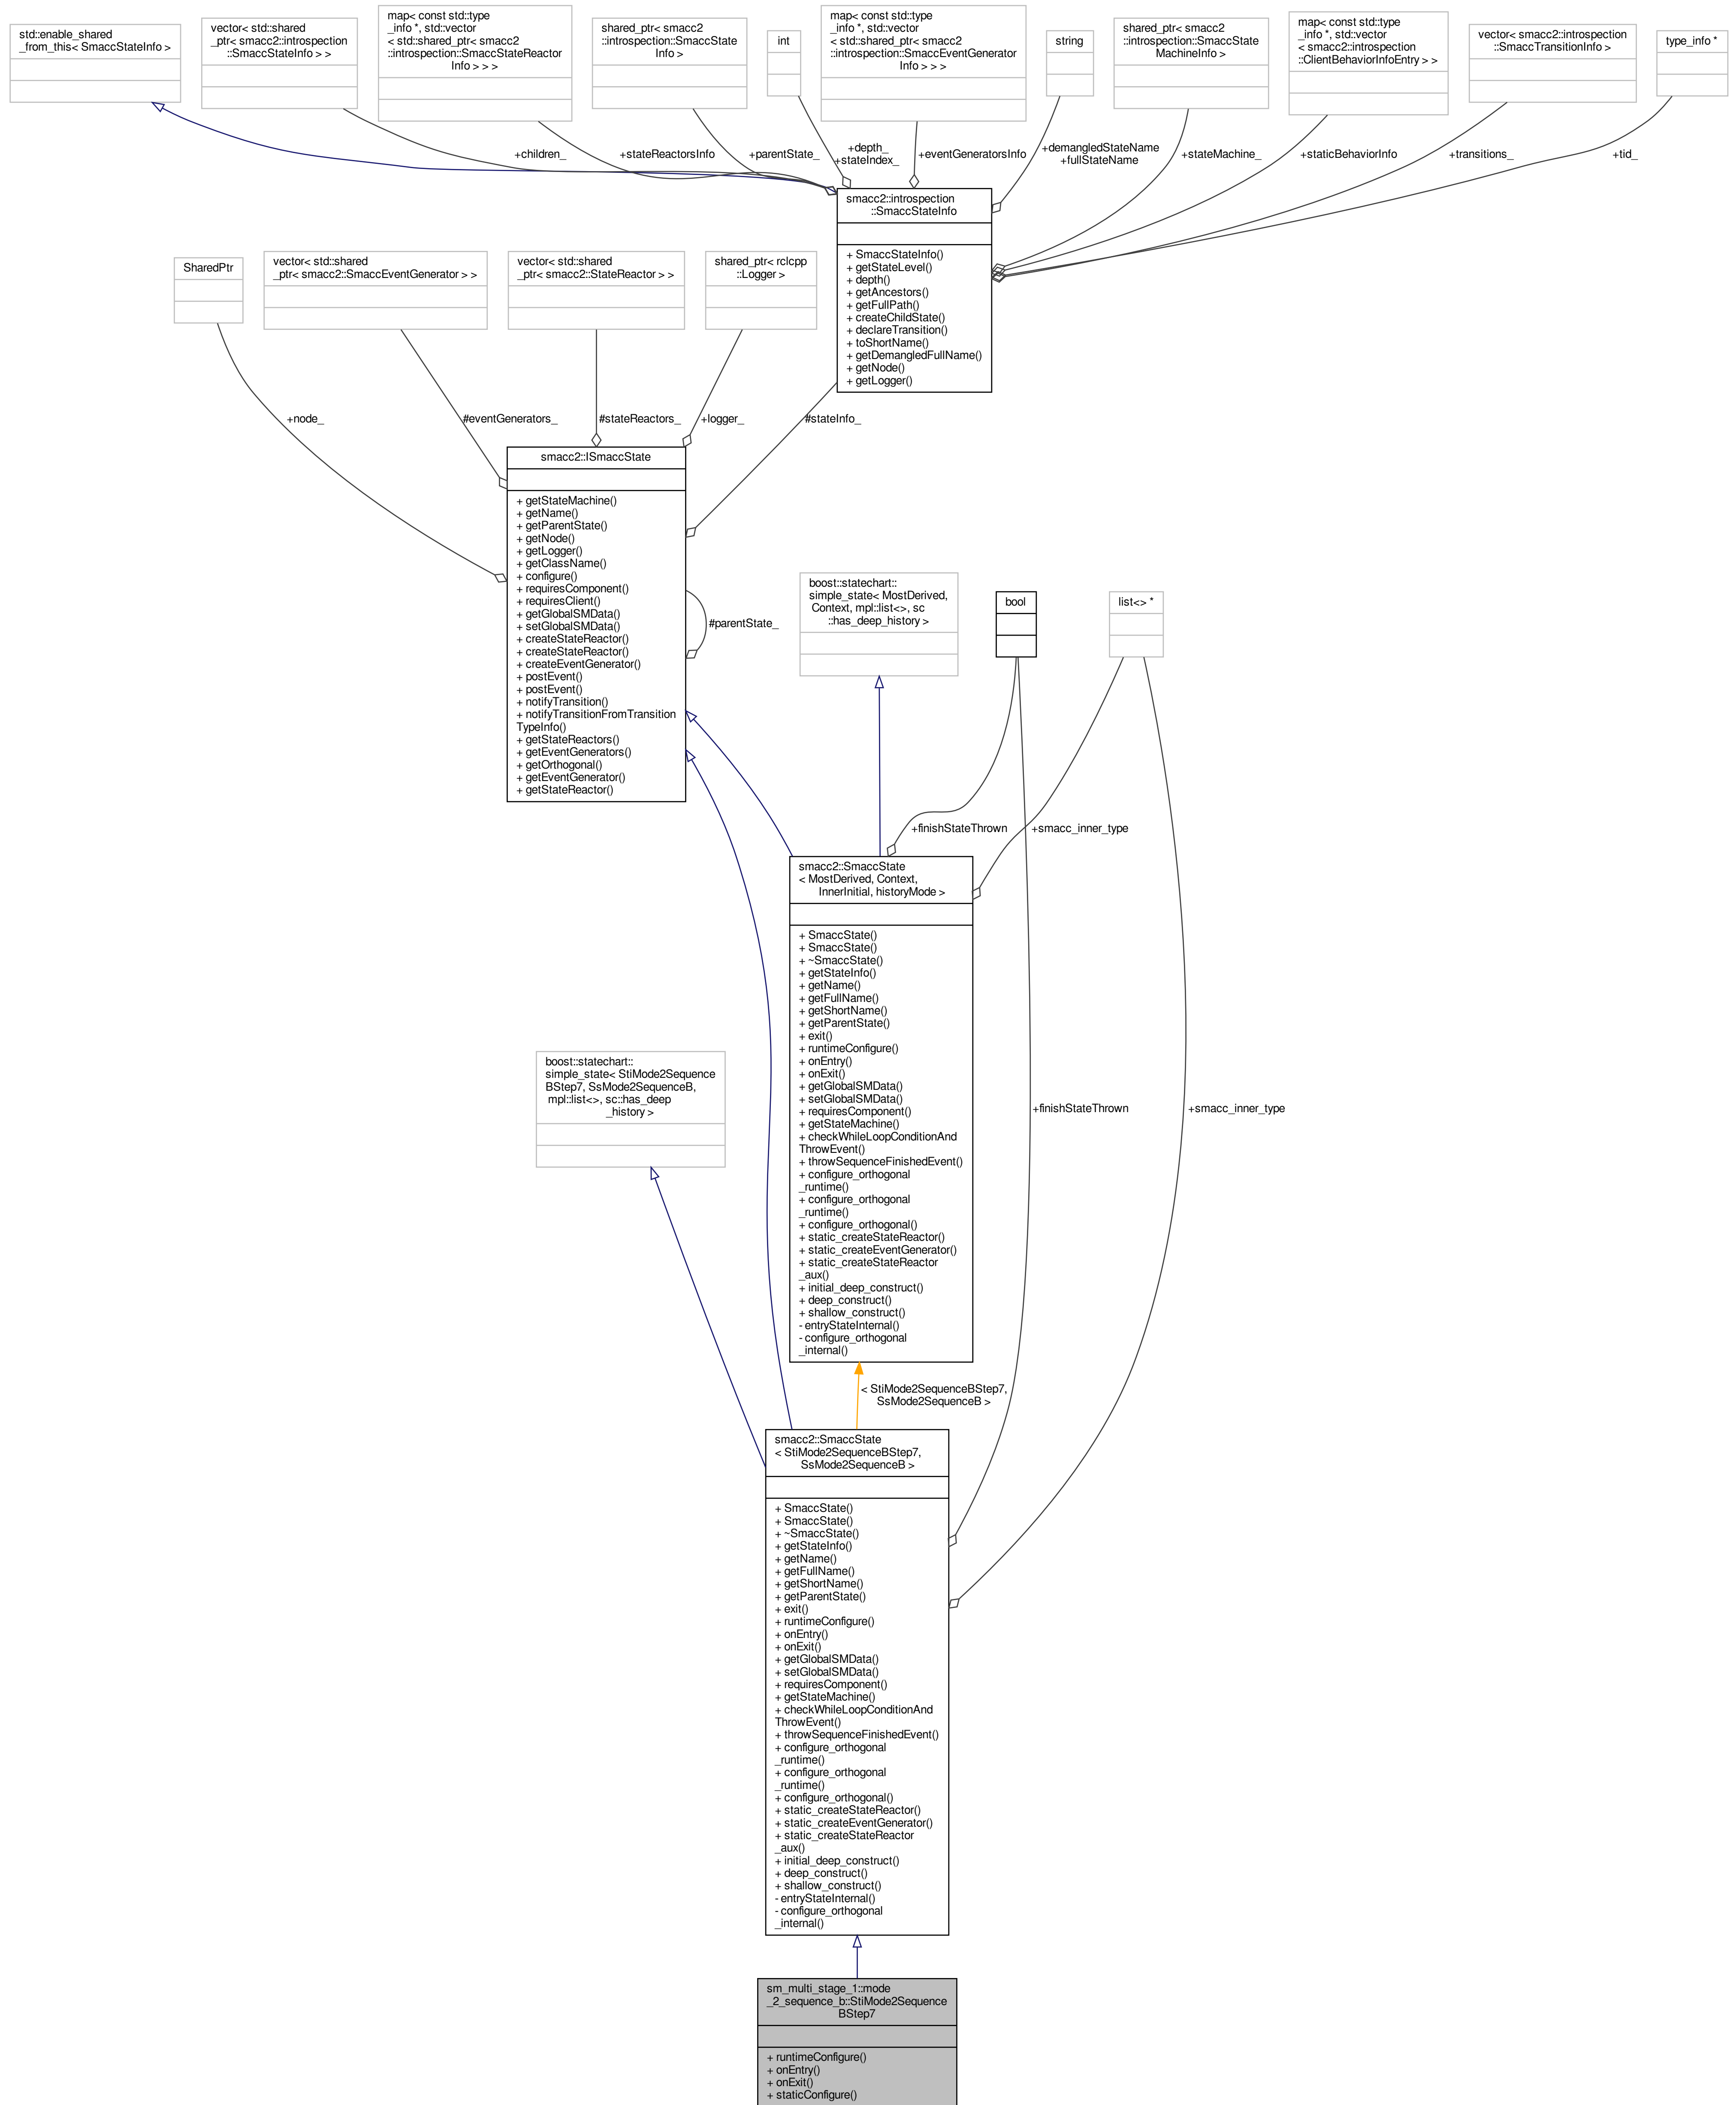 std::enable_shared
_from_this< SmaccStateInfo >
vector< std::shared
_ptr< smacc2::introspection
::SmaccStateInfo > >
map< const std::type
_info *, std::vector
< std::shared_ptr< smacc2
::introspection::SmaccStateReactor
Info > > >
shared_ptr< smacc2
::introspection::SmaccState
Info >
int
map< const std::type
_info *, std::vector
< std::shared_ptr< smacc2
::introspection::SmaccEventGenerator
Info > > >
string
shared_ptr< smacc2
::introspection::SmaccState
MachineInfo >
map< const std::type
_info *, std::vector
< smacc2::introspection
::ClientBehaviorInfoEntry > >
vector< smacc2::introspection
::SmaccTransitionInfo >
type_info *
+children_
+stateReactorsInfo
+parentState_
+depth_
+stateIndex_
+eventGeneratorsInfo
+demangledStateName
+fullStateName
+stateMachine_
+staticBehaviorInfo
+transitions_
+tid_
smacc2::introspection
::SmaccStateInfo
+ SmaccStateInfo()
+ getStateLevel()
+ depth()
+ getAncestors()
+ getFullPath()
+ createChildState()
+ declareTransition()
+ toShortName()
+ getDemangledFullName()
+ getNode()
+ getLogger()
SharedPtr
vector< std::shared
_ptr< smacc2::SmaccEventGenerator > >
vector< std::shared
_ptr< smacc2::StateReactor > >
shared_ptr< rclcpp
::Logger >
+node_
#eventGenerators_
#stateReactors_
+logger_
#stateInfo_
smacc2::ISmaccState
+ getStateMachine()
+ getName()
+ getParentState()
+ getNode()
+ getLogger()
+ getClassName()
+ configure()
+ requiresComponent()
+ requiresClient()
+ getGlobalSMData()
+ setGlobalSMData()
+ createStateReactor()
+ createStateReactor()
+ createEventGenerator()
+ postEvent()
+ postEvent()
+ notifyTransition()
+ notifyTransitionFromTransition
TypeInfo()
+ getStateReactors()
+ getEventGenerators()
+ getOrthogonal()
+ getEventGenerator()
+ getStateReactor()
#parentState_
boost::statechart::
simple_state< MostDerived,
Context, mpl::list<>, sc
::has_deep_history >
bool
list<> *
+finishStateThrown
+smacc_inner_type
smacc2::SmaccState
< MostDerived, Context,
InnerInitial, historyMode >
+ SmaccState()
+ SmaccState()
+ ~SmaccState()
+ getStateInfo()
+ getName()
+ getFullName()
+ getShortName()
+ getParentState()
+ exit()
+ runtimeConfigure()
+ onEntry()
+ onExit()
+ getGlobalSMData()
+ setGlobalSMData()
+ requiresComponent()
+ getStateMachine()
+ checkWhileLoopConditionAnd
ThrowEvent()
+ throwSequenceFinishedEvent()
+ configure_orthogonal
_runtime()
+ configure_orthogonal
_runtime()
+ configure_orthogonal()
+ static_createStateReactor()
+ static_createEventGenerator()
+ static_createStateReactor
_aux()
+ initial_deep_construct()
+ deep_construct()
+ shallow_construct()
- entryStateInternal()
- configure_orthogonal
_internal()
boost::statechart::
simple_state< StiMode2Sequence
BStep7, SsMode2SequenceB,
mpl::list<>, sc::has_deep
_history >
+finishStateThrown
+smacc_inner_type
< StiMode2SequenceBStep7,
SsMode2SequenceB >
smacc2::SmaccState
< StiMode2SequenceBStep7,
SsMode2SequenceB >
+ SmaccState()
+ SmaccState()
+ ~SmaccState()
+ getStateInfo()
+ getName()
+ getFullName()
+ getShortName()
+ getParentState()
+ exit()
+ runtimeConfigure()
+ onEntry()
+ onExit()
+ getGlobalSMData()
+ setGlobalSMData()
+ requiresComponent()
+ getStateMachine()
+ checkWhileLoopConditionAnd
ThrowEvent()
+ throwSequenceFinishedEvent()
+ configure_orthogonal
_runtime()
+ configure_orthogonal
_runtime()
+ configure_orthogonal()
+ static_createStateReactor()
+ static_createEventGenerator()
+ static_createStateReactor
_aux()
+ initial_deep_construct()
+ deep_construct()
+ shallow_construct()
- entryStateInternal()
- configure_orthogonal
_internal()
sm_multi_stage_1::mode
_2_sequence_b::StiMode2Sequence
BStep7
+ runtimeConfigure()
+ onEntry()
+ onExit()
+ staticConfigure()